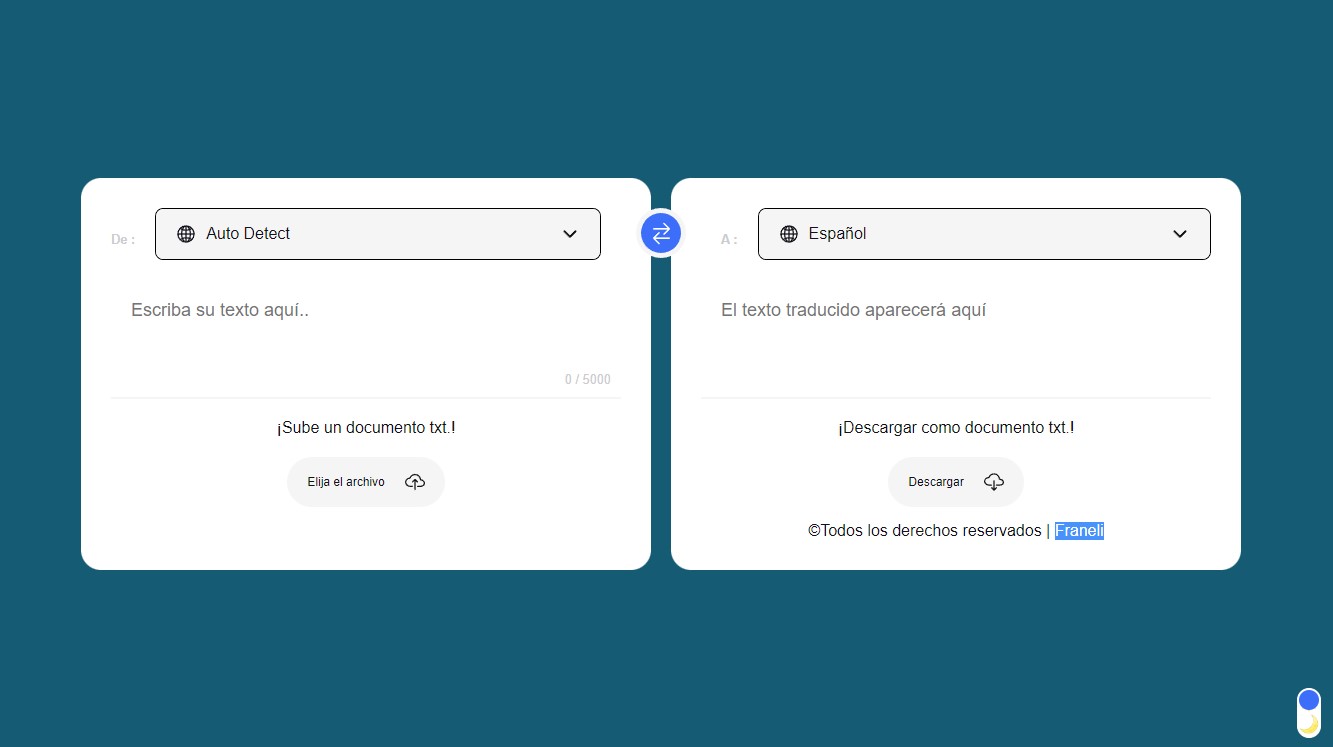 De :
Auto Detect
Escriba su texto aquí..
0 / 5000
¡Sube un documento txt.!
Elija el archivo
A :
Español
El texto traducido aparecerá aquí
¡Descargar como documento txt.!
Descargar
©Todos los derechos reservados | Franeli